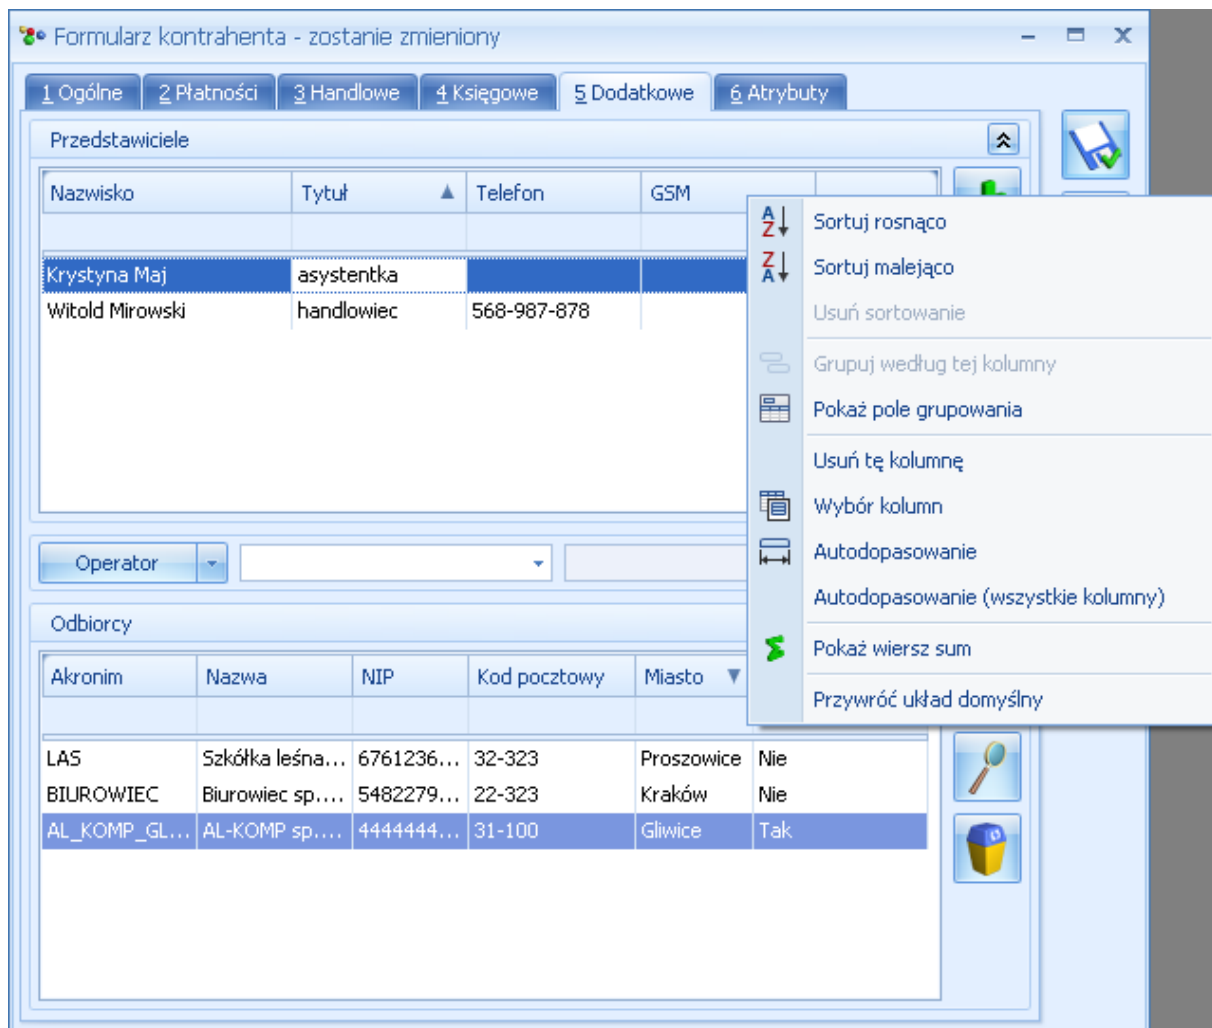 Formularz kontrahenta - zostanie zmieniony
1 Ogólne 2 Płatności 3 Handlowe 4 Księgowe 5 Dodatkowe 6 Atrybuty
Przedstawiciele
Nazwisko Tytuł Telefon GSM
Krystyna Maj asystentka
Witold Mirowski handlowiec 568-987-878
Sortuj rosnąco
Sortuj malejąco
Usuń sortowanie
Grupuj według tej kolumny
Pokaż pole grupowania
Usuń tę kolumnę
Wybór kolumn
Autodopasowanie
Autodopasowanie (wszystkie kolumny)
Pokaż wiersz sum
Przywróć układ domyślny
Operator
Odbiorcy
Akronim Nazwa NIP Kod pocztowy Miasto
LAS Szkółka leśna... 6761236... 32-323 Proszowice Nie
BIUROWIEC Biurowiec sp.... 5482279... 22-323 Kraków Nie
AL_KOMP_GL... AL-KOMP sp.... 4444444... 31-100 Gliwice Tak